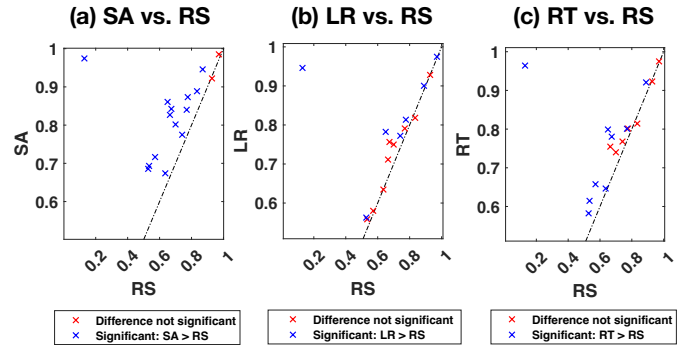 (a) SA vs. RS
(b) LR vs. RS
(c) RT vs. RS
1
0.9
0.8
0.7
0.6
SA
0.2
0.4
0.6
0.8
1
RS
Difference not significant
Significant: SA > RS
1
0.9
0.8
0.7
0.6
LR
0.2
0.4
0.6
0.8
1
RS
Difference not significant
Significant: LR > RS
1
0.9
0.8
0.7
0.6
RT
0.2
0.4
0.6
0.8
1
RS
Difference not significant
Significant: RT > RS